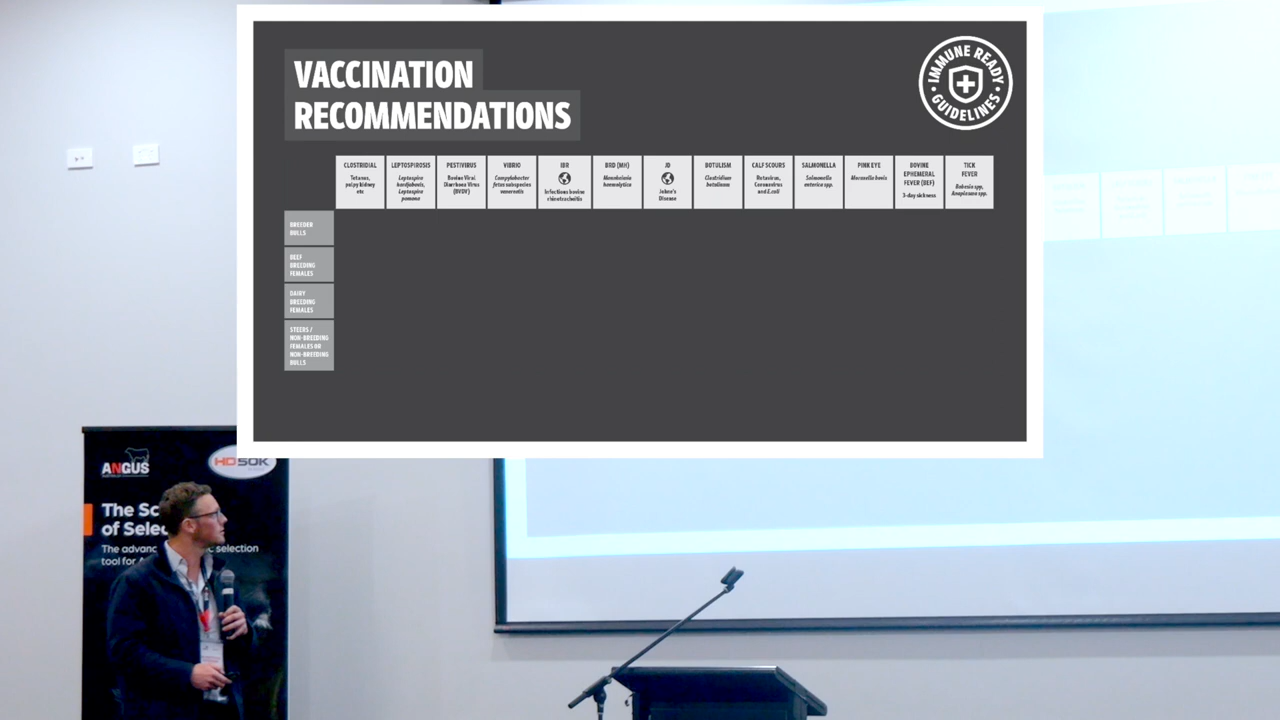 VACCINATION
RECOMMENDATIONS
IMMUNE READY
GUIDELINES
CLOSTRIDIAL
Tetanus,
pulpy kidney
etc
LEPTOSPIROSIS
Leptospira
hardjobovis,
Leptospira
pomona
PESTIVIRUS
Bovine Viral
Diarrhoea Virus
(BVDV)
VIBRIO
Campylobacter
fetus subspecies
venerealis
IBR
Infectious bovine
rhinotracheitis
BRD (MH)
Mannheimia
haemolytica
JD
Johne's
Disease
BOTULISM
Clostridium
botulinum
CALF SCOURS
Rotavirus,
Coronavirus
and E.coli
SALMONELLA
Salmonella
enterica spp.
PINK EYE
Moraxella bovis
BOVINE
EPHEMERAL
FEVER (BEF)
3-day sickness
TICK
FEVER
Babesia spp,
Anaplasma spp.
BREEDER
BULLS
BEEF
BREEDING
FEMALES
DAIRY
BREEDING
FEMALES
STEERS /
NON-BREEDING
FEMALES OR
NON-BREEDING
BULLS
ANGUS
HD50K
The Sc
of Selec
The advanc c selection
tool for A